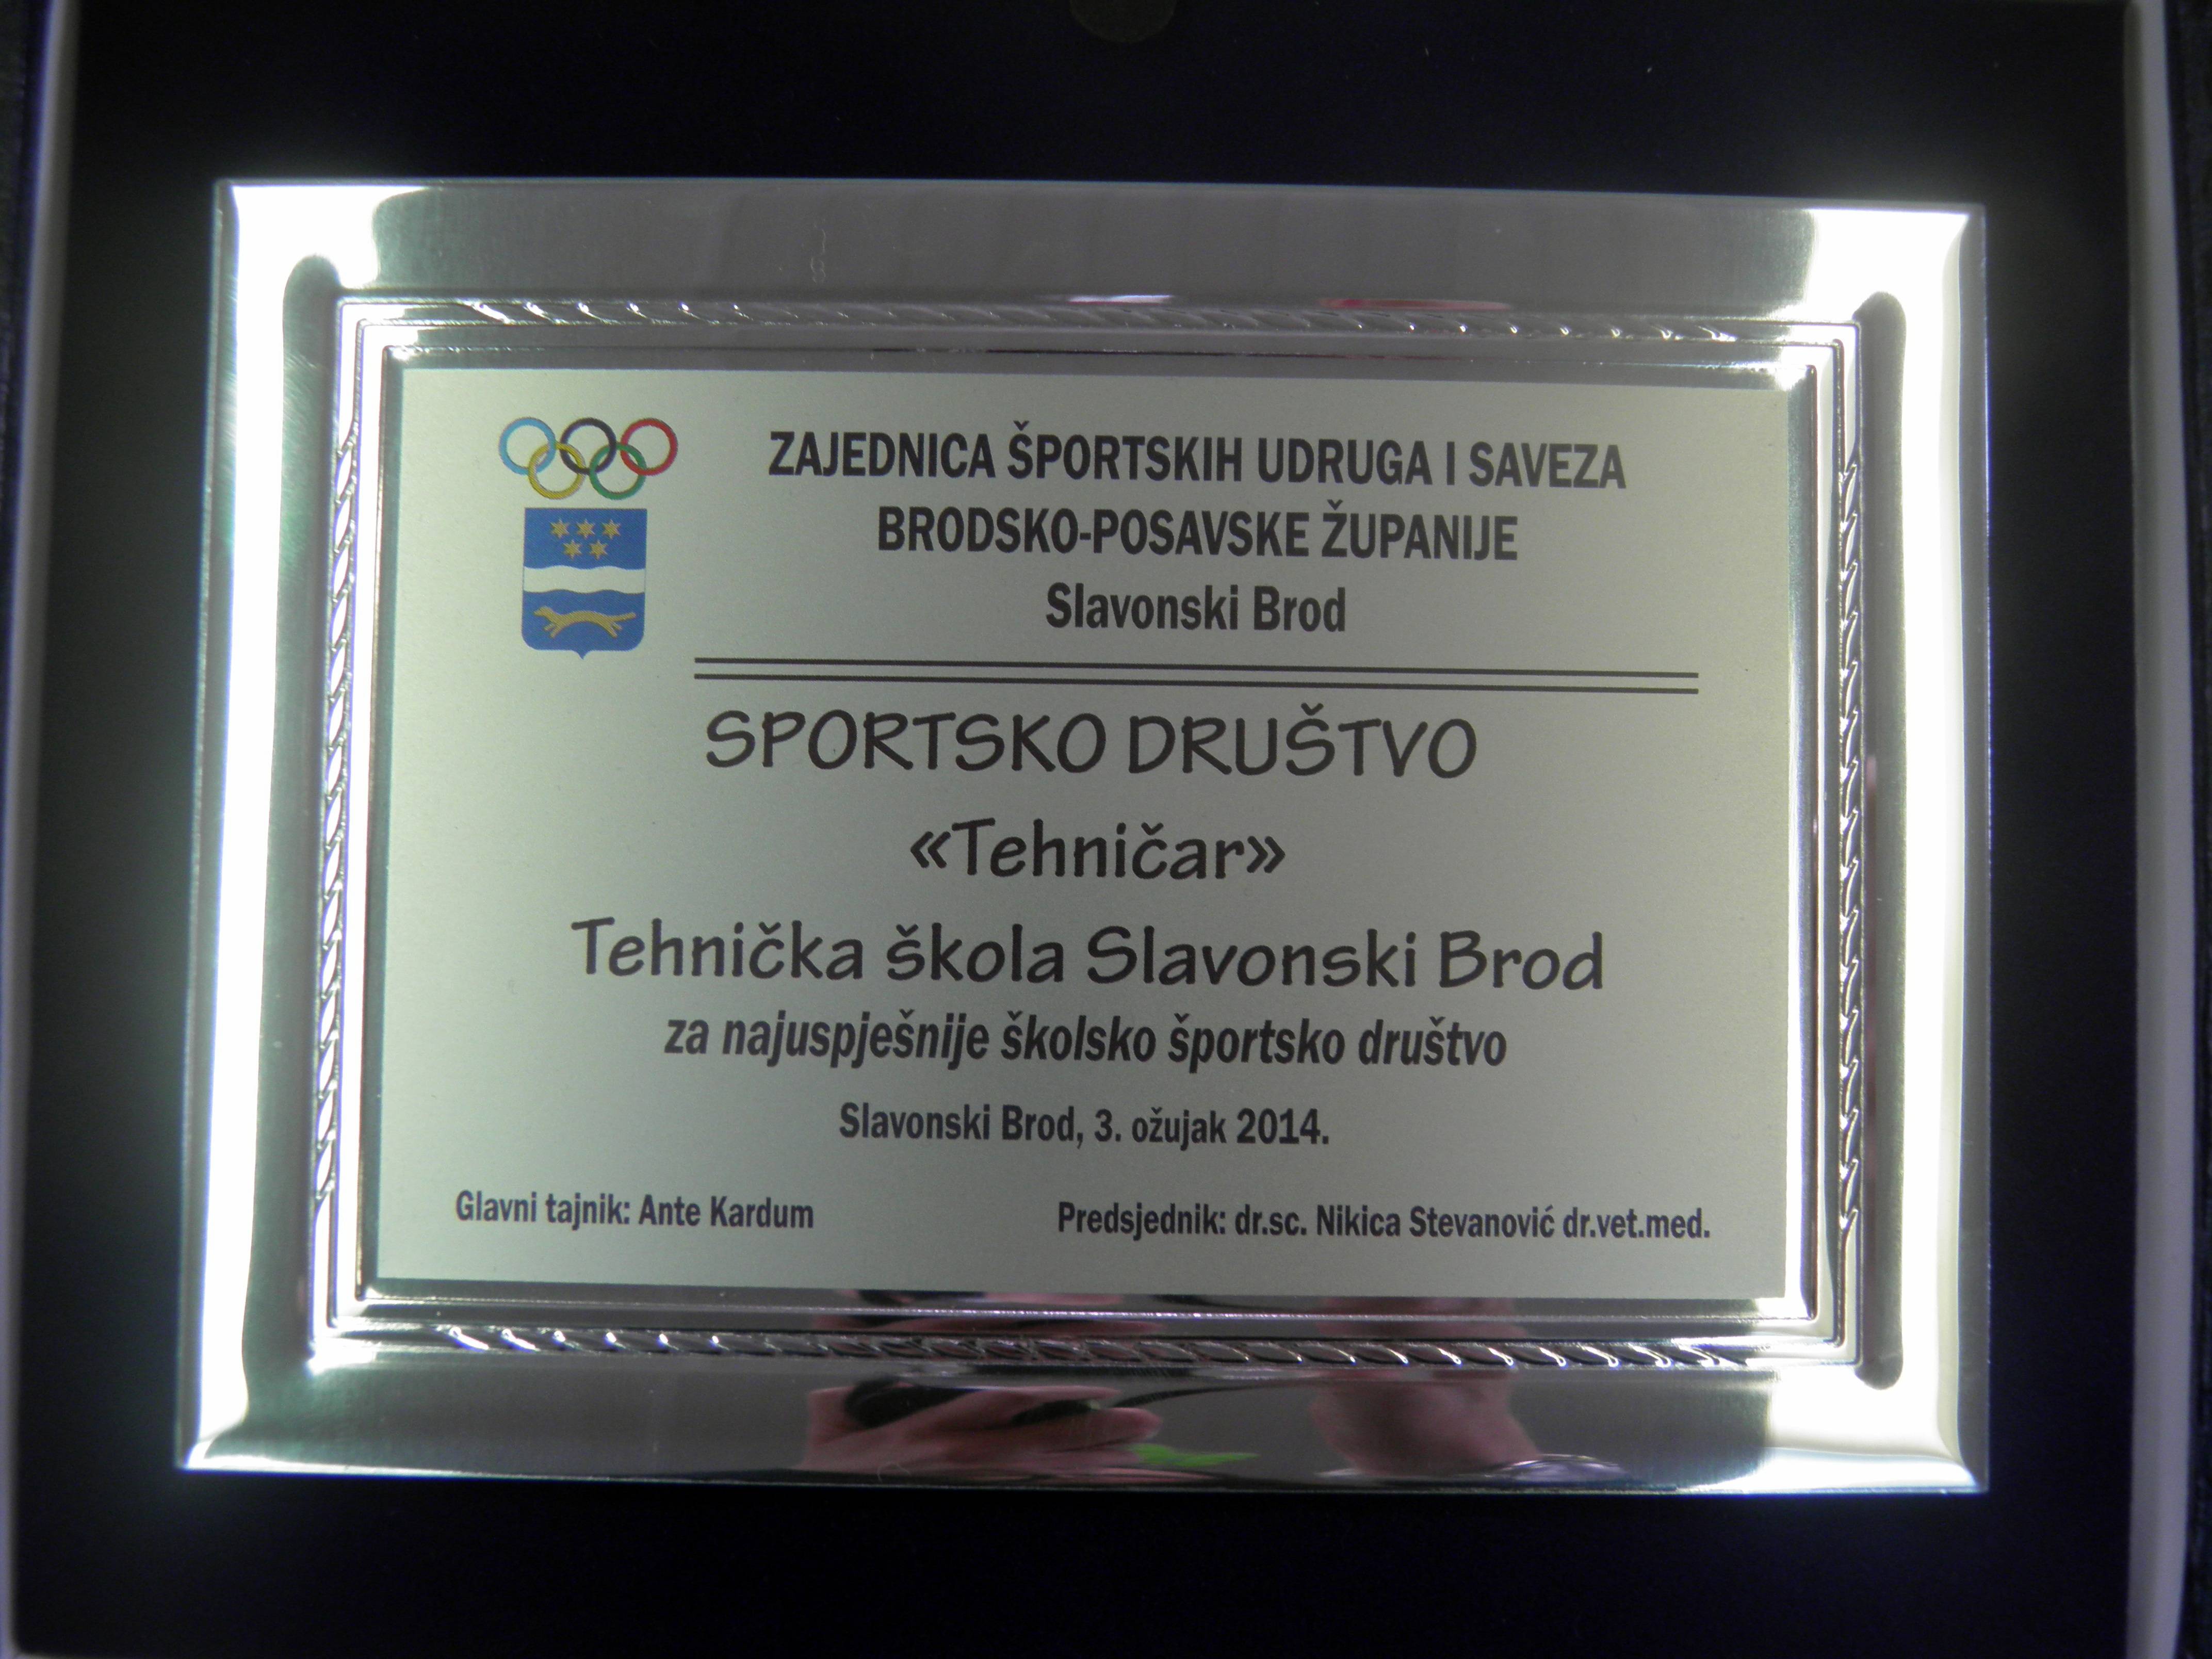 ZAJEDNICA ŠPORTSKIH UDRUGA I SAVEZA
BRODSKO-POSAVSKE ŽUPANIJE
Slavonski Brod
SPORTSKO DRUŠTVO
«Tehničar»
Tehnička škola Slavonski Brod
za najuspješnije školsko športsko društvo
Slavonski Brod, 3. ožujak 2014.
Glavni tajnik: Ante Kardum
Predsjednik: dr.sc. Nikica Stevanović dr.vet.med.